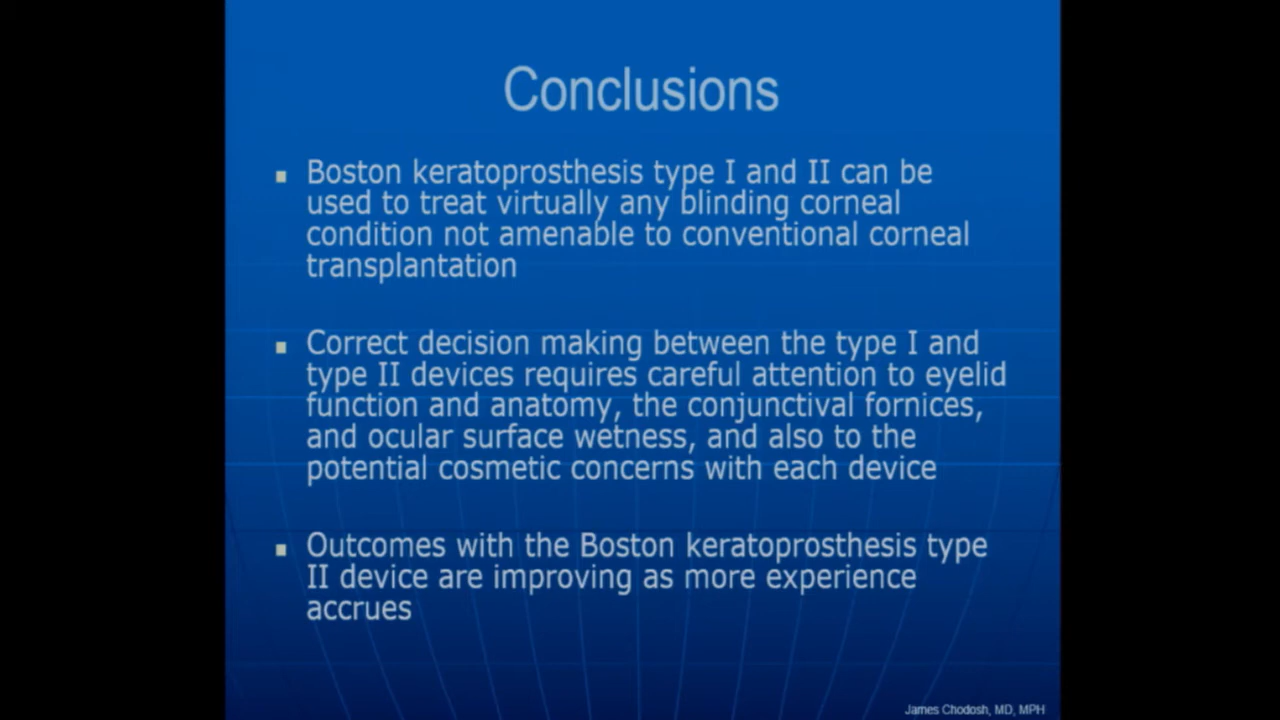 Conclusions
▪ Boston keratoprosthesis type I and II can be
used to treat virtually any blinding corneal
condition not amenable to conventional corneal
transplantation
▪ Correct decision making between the type I and
type II devices requires careful attention to eyelid
function and anatomy, the conjunctival fornices,
and ocular surface wetness, and also to the
potential cosmetic concerns with each device
▪ Outcomes with the Boston keratoprosthesis type
II device are improving as more experience
accrues
James Chodosh, MD, MPH